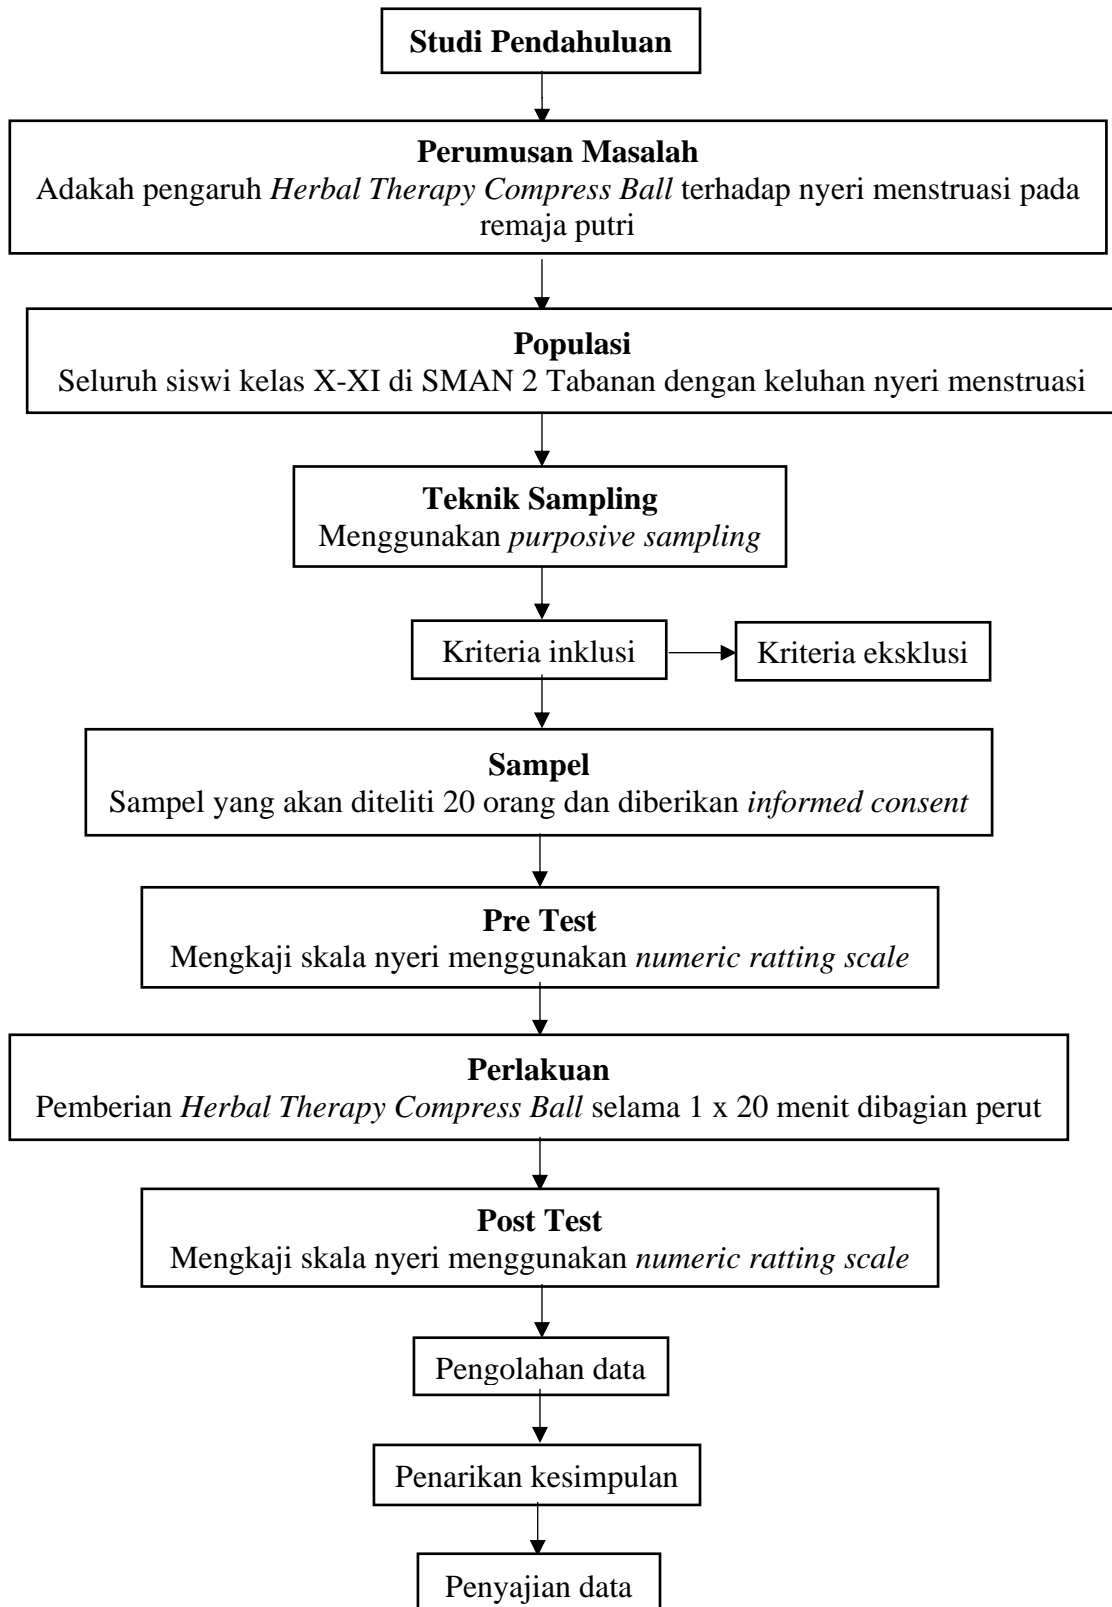 Studi Pendahuluan
Perumusan Masalah
Adakah pengaruh Herbal Therapy Compress Ball terhadap nyeri menstruasi pada
remaja putri
Populasi
Seluruh siswi kelas X-XI di SMAN 2 Tabanan dengan keluhan nyeri menstruasi
Teknik Sampling
Menggunakan purposive sampling
Kriteria inklusi
Kriteria eksklusi
Sampel
Sampel yang akan diteliti 20 orang dan diberikan informed consent
Pre Test
Mengkaji skala nyeri menggunakan numeric ratting scale
Perlakuan
Pemberian Herbal Therapy Compress Ball selama 1 x 20 menit dibagian perut
Post Test
Mengkaji skala nyeri menggunakan numeric ratting scale
Pengolahan data
Penarikan kesimpulan
Penyajian data